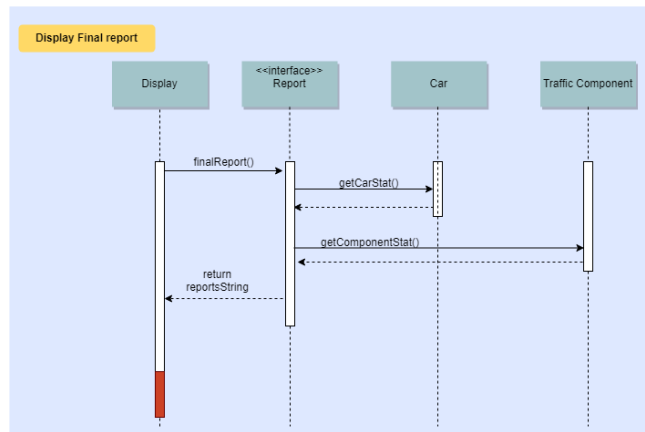 Display Final report
Display
<<interface>>
Report
Car
Traffic Component
finalReport()
getCarStat()
getComponentStat()
return
reportsString